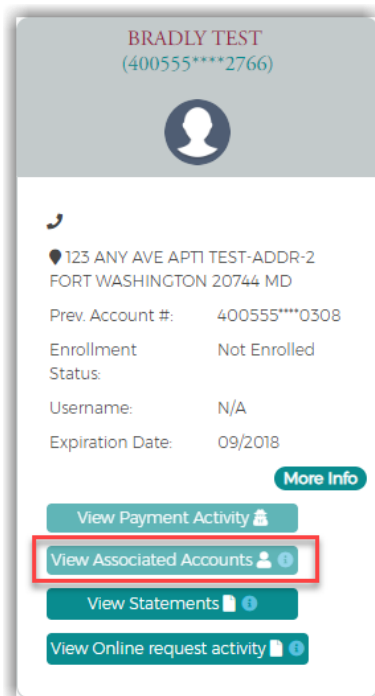 BRADLY TEST
(400555****2766)
123 ANY AVE APT1 TEST-ADDR-2
FORT WASHINGTON 20744 MD
Prev. Account #: 400555****0308
Enrollment Status: Not Enrolled
Username: N/A
Expiration Date: 09/2018
More Info
View Payment Activity
View Associated Accounts
View Statements
View Online request activity